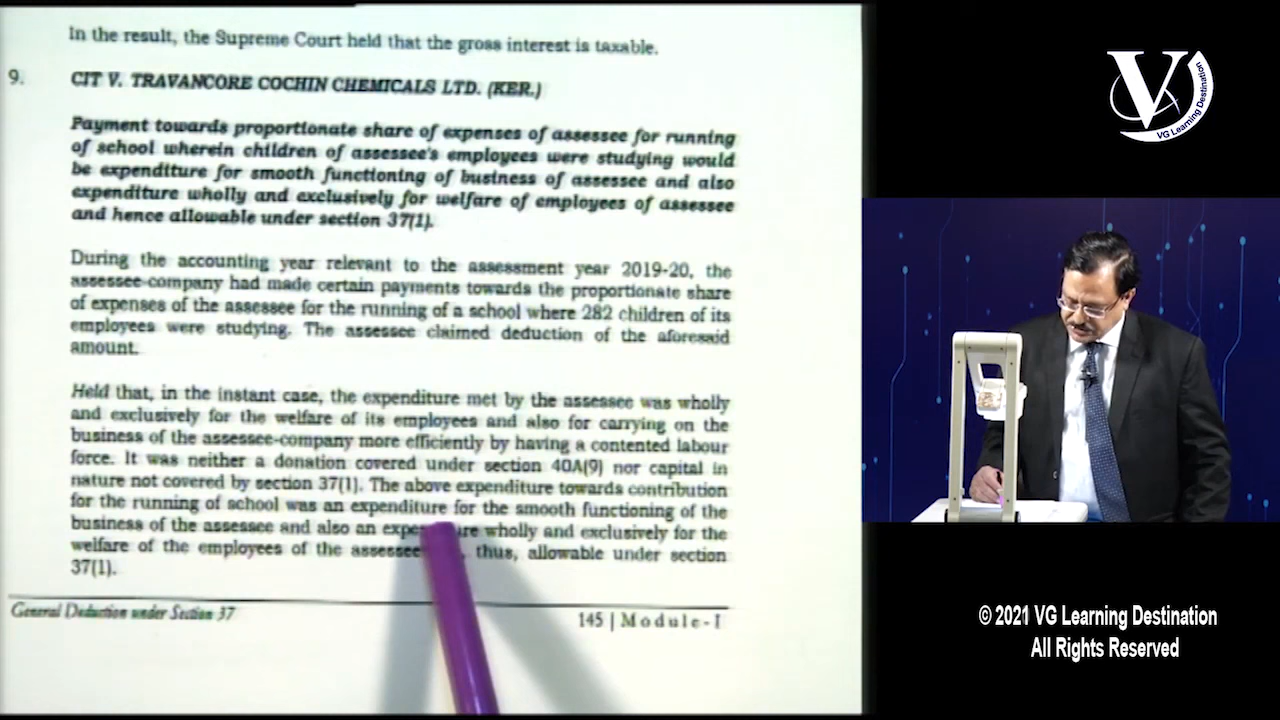 In the result, the Supreme Court held that the gross interest is taxable.
9. CIT V. TRAVANCORE COCHIN CHEMICALS LTD. (KER.)
Payment towards proportionate share of expenses of assessee for running
of school wherein children of assessee's employees were studying would
be expenditure for smooth functioning of business of assessee and also
expenditure wholly and exclusively for welfare of employees of assessee
and hence allowable under section 37(1).
During the accounting year relevant to the assessment year 2019-20, the
assessee-company had made certain payments towards the proportionate share
of expenses of the assessee for the running of a school where 282 children of its
employees were studying. The assessee claimed deduction of the aforesaid
amount.
Held that, in the instant case, the expenditure met by the assessee was wholly
and exclusively for the welfare of its employees and also for carrying on the
business of the assessee-company more efficiently by having a contented labour
force. It was neither a donation covered under section 40A(9) nor capital in
nature not covered by section 37(1). The above expenditure towards contribution
for the running of school was an expenditure for the smooth functioning of the
business of the assessee and also an wholly and exclusively for the
welfare of the employees of the assessee thus, allowable under section
37(1).
General Deduction under Section 37
145 | Module-I
V
VG Learning Destination
© 2021 VG Learning Destination
All Rights Reserved